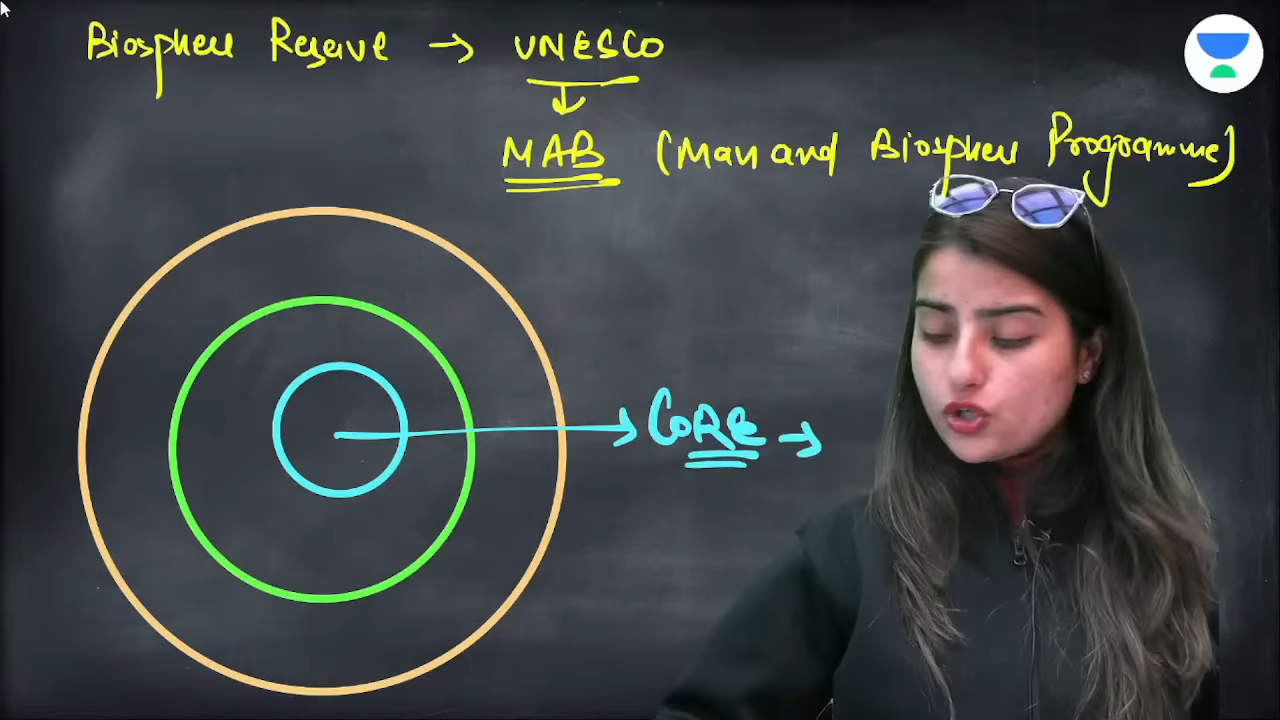 Biosphere Reserve → UNESCO
↓
MAB (Man and Biosphere Programme)
CORE →